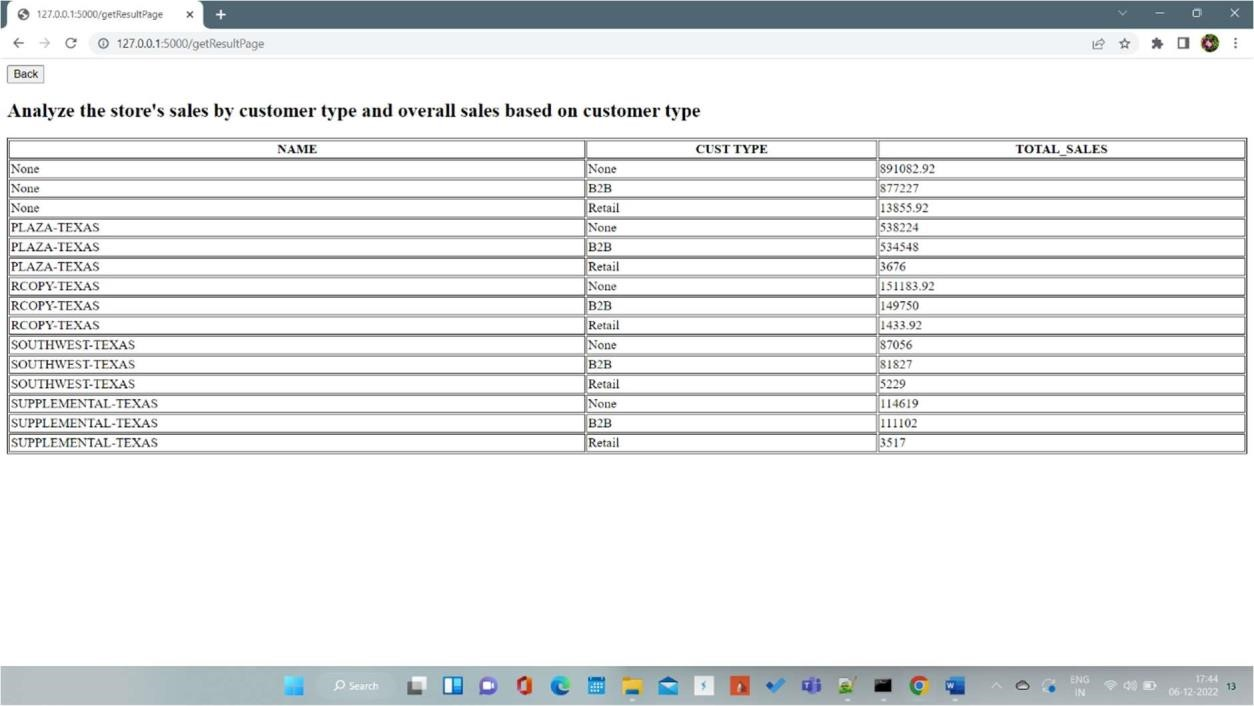 127.0.0.1:5000/getResultPage
127.0.0.1:5000/getResultPage
Back
Analyze the store's sales by customer type and overall sales based on customer type
NAME CUST TYPE TOTAL_SALES
None None 891082.92
None B2B 877227
None Retail 13855.92
PLAZA-TEXAS None 538224
PLAZA-TEXAS B2B 534548
PLAZA-TEXAS Retail 3676
RCOPY-TEXAS None 151183.92
RCOPY-TEXAS B2B 149750
RCOPY-TEXAS Retail 1433.92
SOUTHWEST-TEXAS None 87056
SOUTHWEST-TEXAS B2B 81827
SOUTHWEST-TEXAS Retail 5229
SUPPLEMENTAL-TEXAS None 114619
SUPPLEMENTAL-TEXAS B2B 111102
SUPPLEMENTAL-TEXAS Retail 3517
Search ENG 17:44
IN 06-12-2022 13